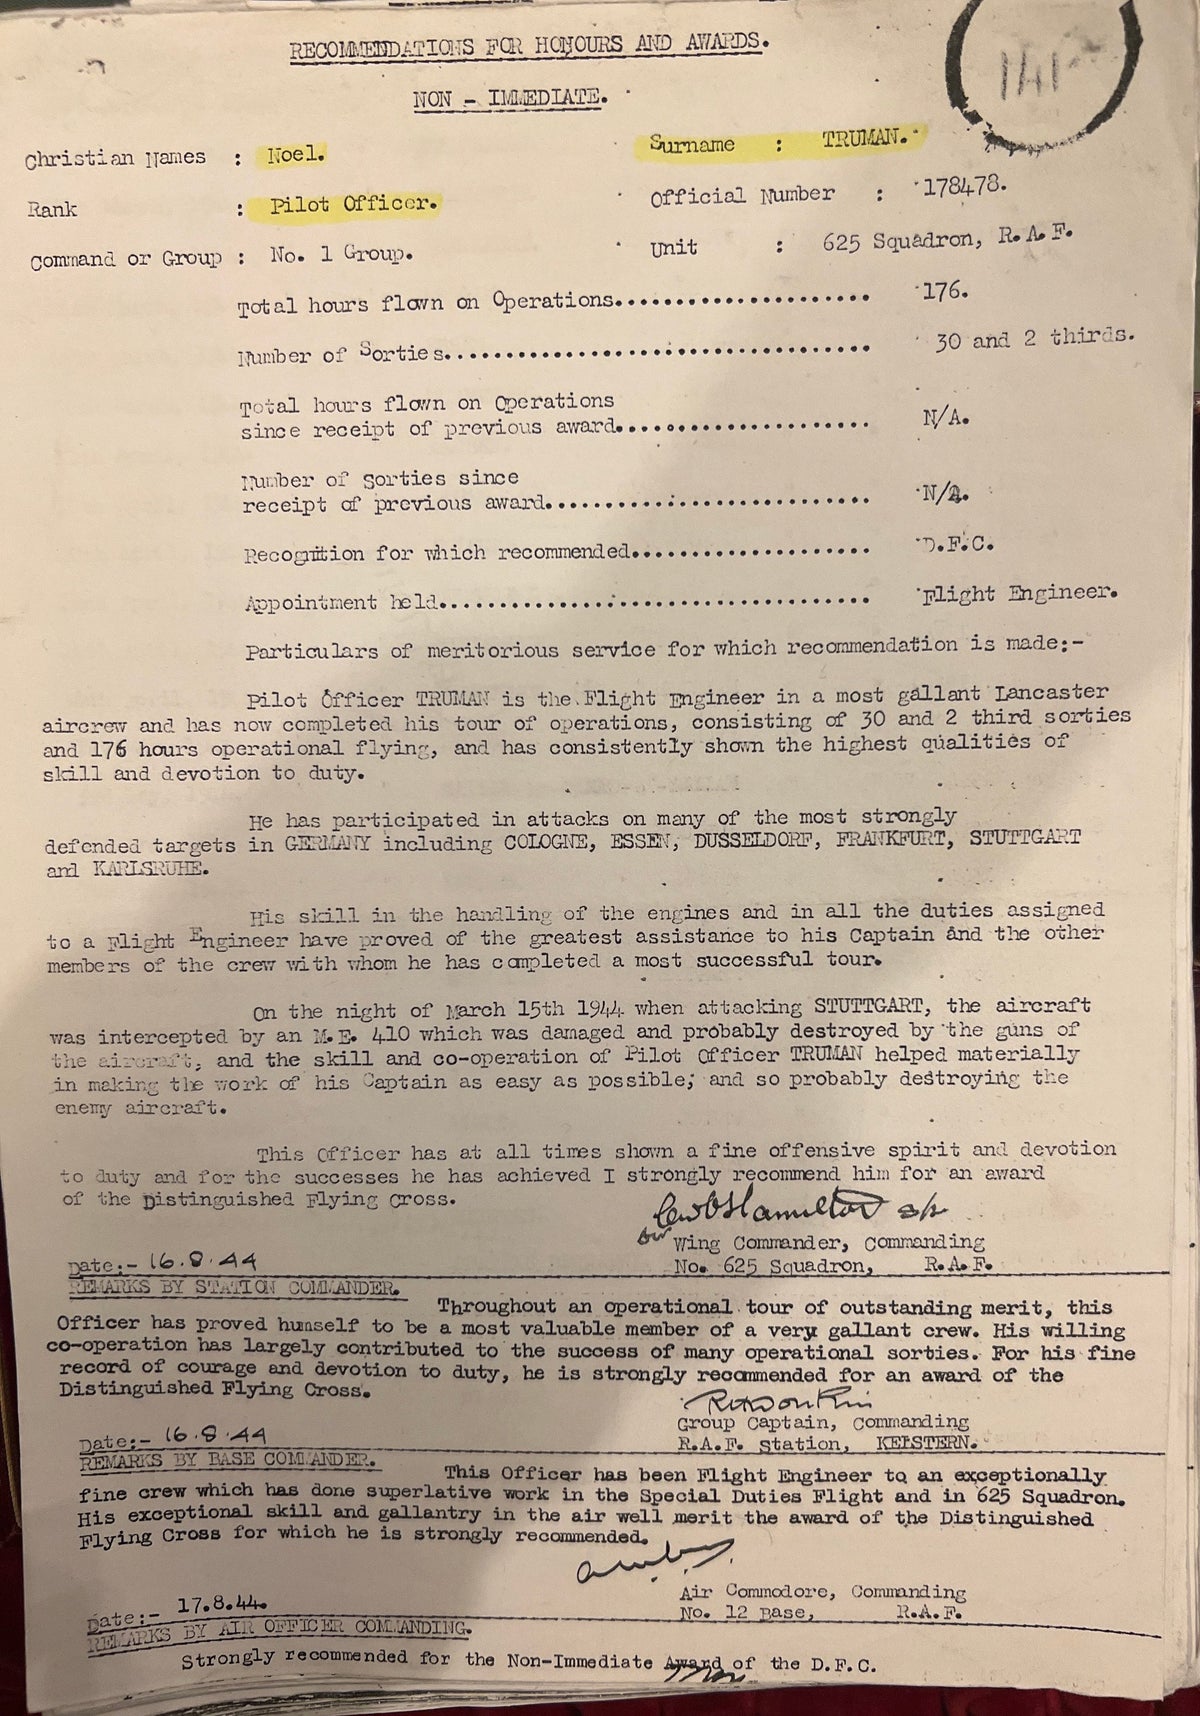 141
RECOMMENDATIONS FOR HONOURS AND AWARDS.
NON - IMMEDIATE.
Christian Names : Noel. Surname : TRUMAN.
Rank : Pilot Officer. Official Number : 178478.
Command or Group : No. 1 Group. Unit : 625 Squadron, R.A.F.
Total hours flown on Operations...................... 176.
Number of Sorties...................................... 30 and 2 thirds.
Total hours flown on Operations
since receipt of previous award...................... N/A.
Number of Sorties since
receipt of previous award............................. N/A.
Recognition for which recommended..................... D.F.C.
Appointment held...................................... Flight Engineer.
Particulars of meritorious service for which recommendation is made:-
Pilot Officer TRUMAN is the Flight Engineer in a most gallant Lancaster
aircrew and has now completed his tour of operations, consisting of 30 and 2 third sorties
and 176 hours operational flying, and has consistently shown the highest qualities of
skill and devotion to duty.
He has participated in attacks on many of the most strongly
defended targets in GERMANY including COLOGNE, ESSEN, DUSSELDORF, FRANKFURT, STUTTGART
and KARLSRUHE.
His skill in the handling of the engines and in all the duties assigned
to a Flight Engineer have proved of the greatest assistance to his Captain and the other
members of the crew with whom he has completed a most successful tour.
On the night of March 15th 1944 when attacking STUTTGART, the aircraft
was intercepted by an M.E. 410 which was damaged and probably destroyed by the guns of
the aircraft, and the skill and co-operation of Pilot Officer TRUMAN helped materially
in making the work of his Captain as easy as possible, and so probably destroying the
enemy aircraft.
This Officer has at all times shown a fine offensive spirit and devotion
to duty and for the successes he has achieved I strongly recommend him for an award
of the Distinguished Flying Cross.
Hamilton
Wing Commander, Commanding
Date:- 16.8.44 No. 625 Squadron, R.A.F.
REMARKS BY STATION COMMANDER.
Throughout an operational tour of outstanding merit, this
Officer has proved humself to be a most valuable member of a very gallant crew. His willing
co-operation has largely contributed to the success of many operational sorties. For his fine
record of courage and devotion to duty, he is strongly recommended for an award of the
Distinguished Flying Cross.
Group Captain, Commanding
Date:- 16.8.44 R.A.F. Station, KELSTERN.
REMARKS BY BASE COMMANDER.
This Officer has been Flight Engineer to an exceptionally
fine crew which has done superlative work in the Special Duties Flight and in 625 Squadron.
His exceptional skill and gallantry in the air well merit the award of the Distinguished
Flying Cross for which he is strongly recommended.
Air Commodore, Commanding
Date:- 17.8.44. No. 12 Base, R.A.F.
REMARKS BY AIR OFFICER COMMANDING.
Strongly recommended for the Non-Immediate Award of the D.F.C.